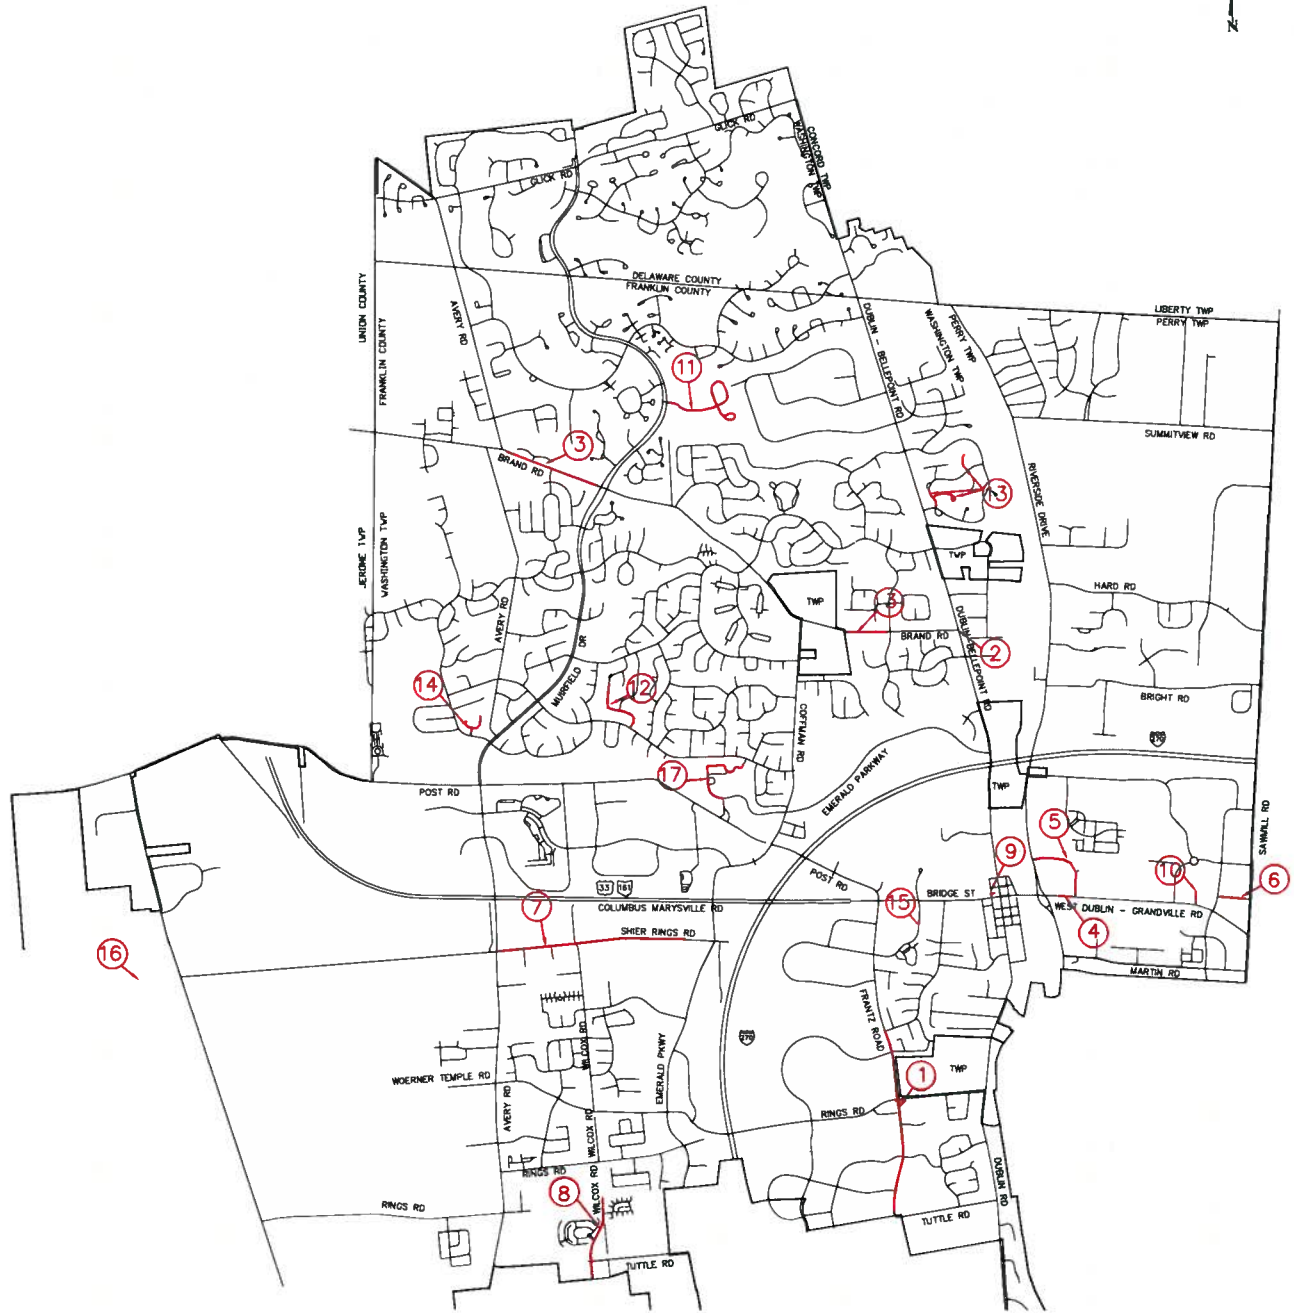 N
GLICK RD
CONCORD TWP
WASHINGTON TWP
GLICK RD
DELAWARE COUNTY
FRANKLIN COUNTY
UNION COUNTY
FRANKLIN COUNTY
AVERY RD
DUBLIN - BELLEPOINT RD
PERRY TWP
WASHINGTON TWP
LIBERTY TWP
PERRY TWP
11
SUMMITVIEW RD
3
BRAND RD
RIVERSIDE DRIVE
13
JEROME TWP
WASHINGTON TWP
TWP
HARD RD
TWP
3
AVERY RD
BRAND RD
DUBLIN BELLEPOINT RD
2
MUIRFIELD DR
14
12
BRIGHT RD
COFFMAN RD
270
EMERALD PARKWAY
17
POST RD
TWP
SAWMILL RD
5
9
POST RD
10
6
33
161
BRIDGE ST
COLUMBUS MARYSVILLE RD
15
7
WEST DUBLIN - GRANDVILLE RD
SHIER RINGS RD
4
16
MARTIN RD
FRANTZ ROAD
270
WILCOX RD
EMERALD PKWY
TWP
1
WOERNER TEMPLE RD
AVERY RD
RINGS RD
WILCOX RD
RINGS RD
WILCOX RD
DUBLIN RD
8
RINGS RD
TUTTLE RD
TUTTLE RD